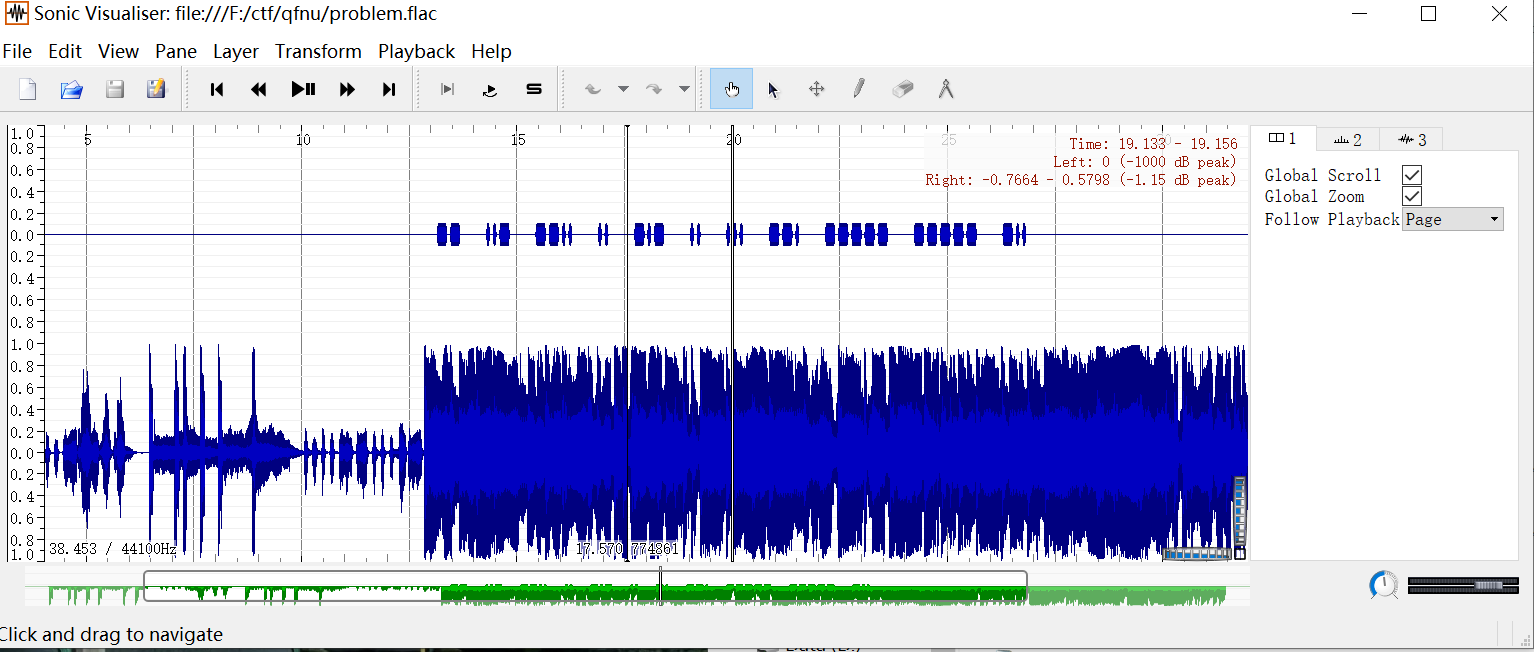 Sonic Visualiser: file:///F:/ctf/qfnu/problem.flac
File Edit View Pane Layer Transform Playback Help
5 10 15 20 25 30
1.0
0.8
0.6
0.4
0.2
0.0
0.2
0.4
0.6
0.8
1.0
0.8
0.6
0.4
0.2
0.0
0.2
0.4
0.6
0.8
1.0
Time: 19.133 - 19.156
Left: 0 (-1000 dB peak)
Right: -0.7664 - 0.5798 (-1.15 dB peak)
38.453 / 44100Hz
17.570 774861
1 2 3
Global Scroll
Global Zoom
Follow Playback Page
Click and drag to navigate